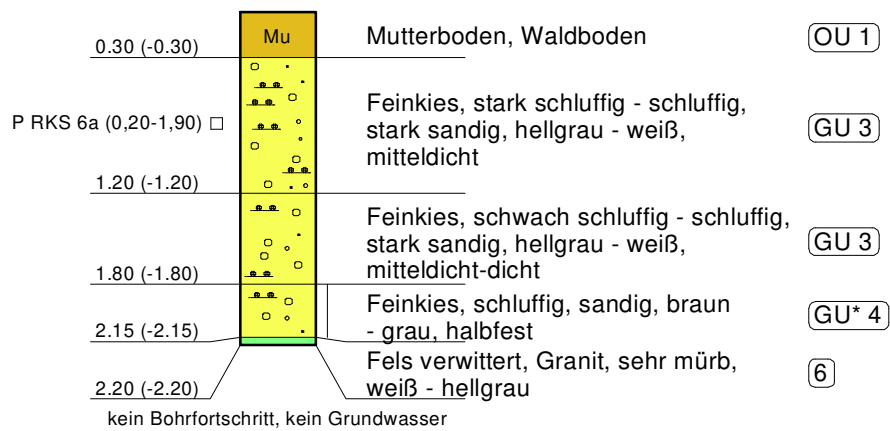 Mu
Mutterboden, Waldboden
OU 1
0.30 (-0.30)
P RKS 6a (0,20-1,90)
Feinkies, stark schluffig - schluffig,
stark sandig, hellgrau - weiß,
mitteldicht
GU 3
1.20 (-1.20)
Feinkies, schwach schluffig - schluffig,
stark sandig, hellgrau - weiß,
mitteldicht-dicht
GU 3
1.80 (-1.80)
Feinkies, schluffig, sandig, braun
- grau, halbfest
GU* 4
2.15 (-2.15)
Fels verwittert, Granit, sehr mürb,
weiß - hellgrau
6
2.20 (-2.20)
kein Bohrfortschritt, kein Grundwasser